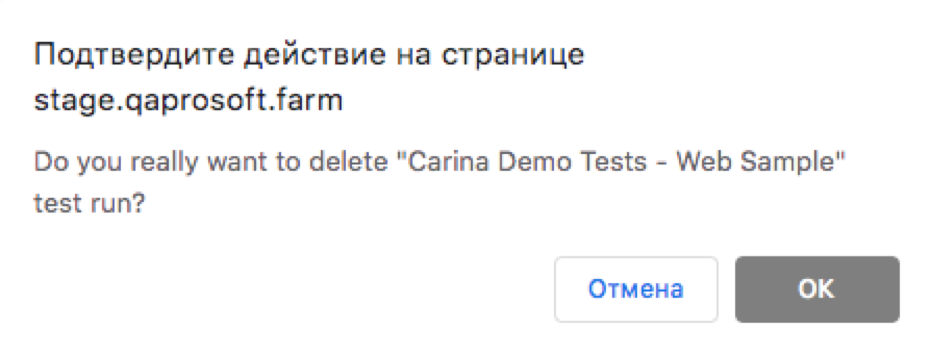 Подтвердите действие на странице
stage.qaprosoft.farm
Do you really want to delete "Carina Demo Tests - Web Sample"
test run?
Отмена
OK